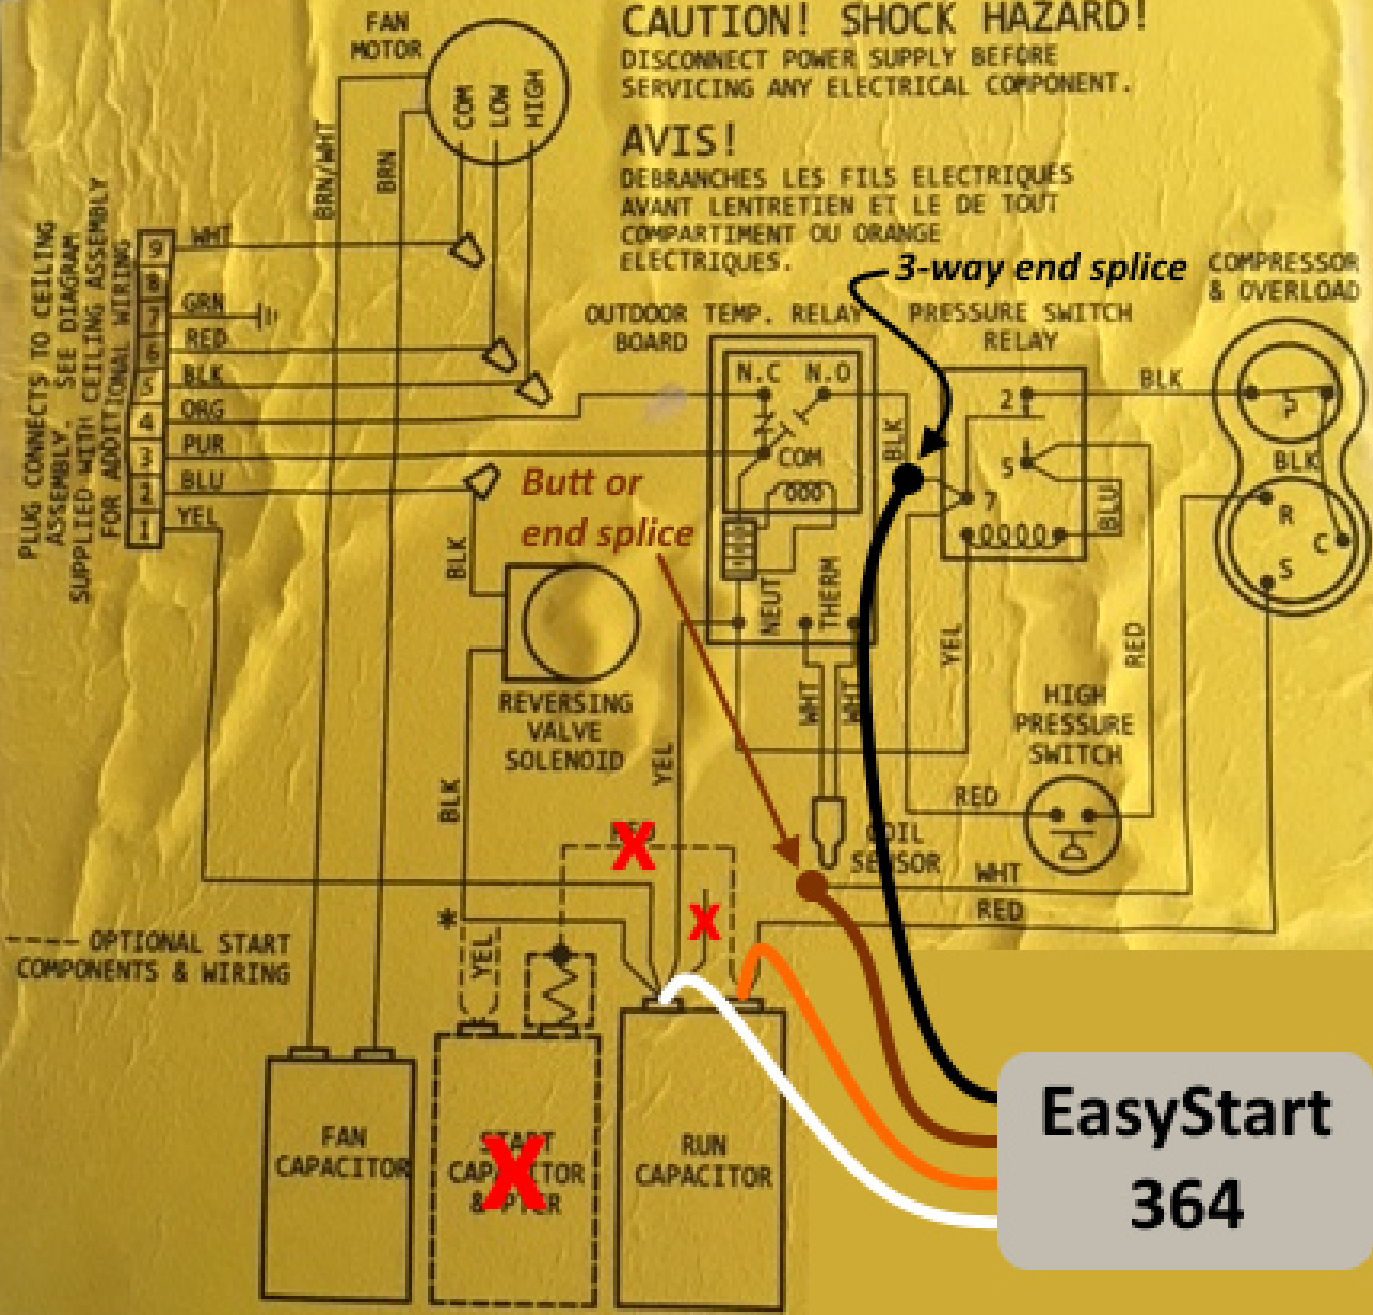 FAN
MOTOR
COM
LOW
HIGH
CAUTION! SHOCK HAZARD!
DISCONNECT POWER SUPPLY BEFORE
SERVICING ANY ELECTRICAL COMPONENT.
AVIS!
DEBRANCHES LES FILS ELECTRIQUES
AVANT LENTRETIEN ET LE DE TOUT
COMPARTIMENT OU ORANGE
ELECTRIQUES.
BRN/WHT
BRN
PLUG CONNECTS TO CEILING
ASSEMBLY. SEE DIAGRAM
SUPPLIED WITH CEILING ASSEMBLY
FOR ADDITIONAL WIRING
9
8
7
6
5
4
3
2
1
WHT
GRN
RED
BLK
ORG
PUR
BLU
YEL
3-way end splice
COMPRESSOR
& OVERLOAD
OUTDOOR TEMP. RELAY
BOARD
PRESSURE SWITCH
RELAY
N.C
N.O
COM
BLK
2
5
7
BLU
BLK
P
BLK
R
C
S
Butt or
end splice
BLK
NEUT
THERM
REVERSING
VALVE
SOLENOID
WHT
WHT
YEL
RED
HIGH
PRESSURE
SWITCH
YEL
BLK
RED
COIL
SENSOR
WHT
RED
RED
X
X
*
YEL
---- OPTIONAL START
COMPONENTS & WIRING
FAN
CAPACITOR
START
CAPACITOR
& PTCR
X
RUN
CAPACITOR
EasyStart
364